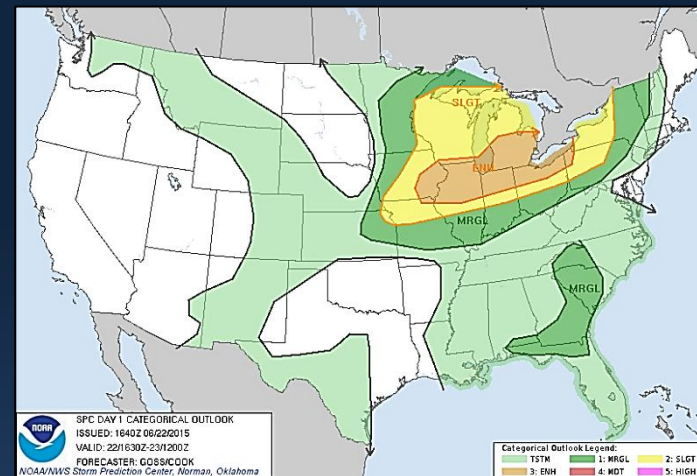 SLGT
ENH
MRGL
MRGL
NOAA
SPC DAY 1 CATEGORICAL OUTLOOK
ISSUED: 1640Z 06/22/2015
VALID: 22/1630Z-23/1200Z
FORECASTER: GOSS/COOK
NOAA/NWS Storm Prediction Center, Norman, Oklahoma
Categorical Outlook Legend:
TSTM 1: MRGL 2: SLGT
3: ENH 4: MDT 5: HIGH